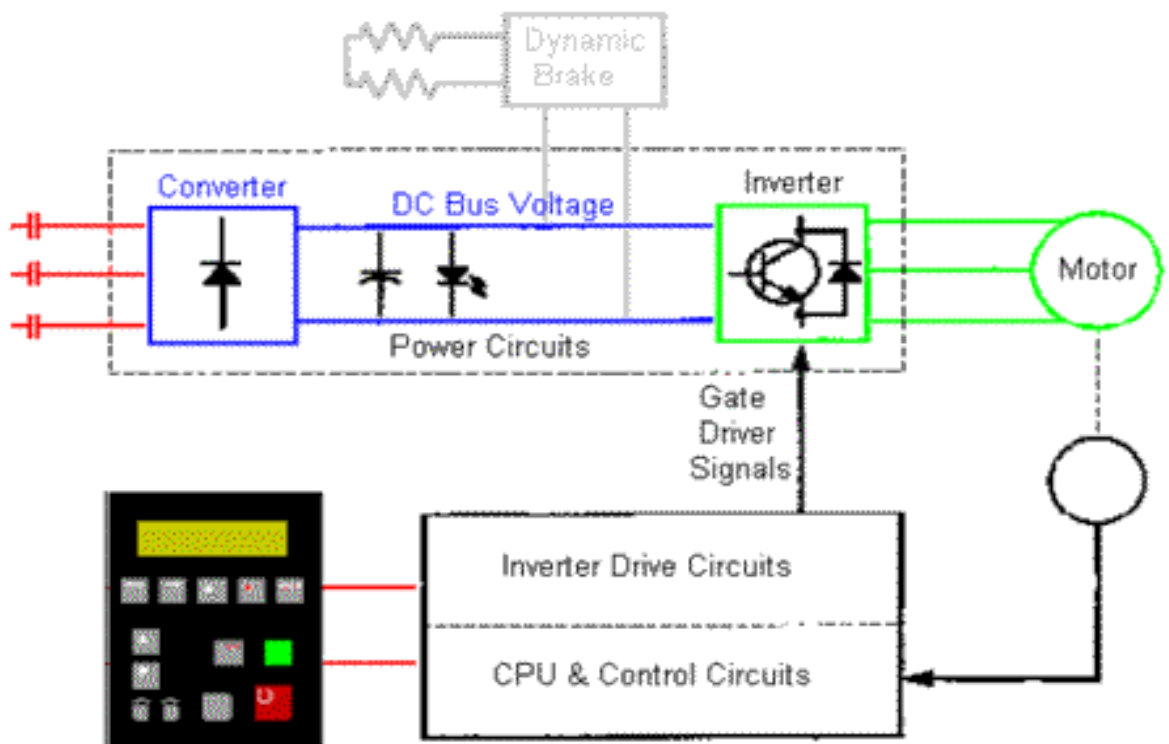 Dynamic
Brake
Converter
DC Bus Voltage
Inverter
Motor
Power Circuits
Gate
Driver
Signals
Inverter Drive Circuits
CPU & Control Circuits